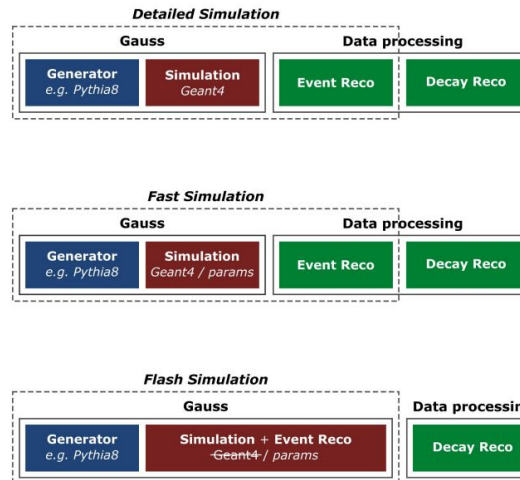 Detailed Simulation
Gauss Data processing
Generator Simulation Event Reco Decay Reco
e.g. Pythia8 Geant4
Fast Simulation
Gauss Data processing
Generator Simulation Event Reco Decay Reco
e.g. Pythia8 Geant4 / params
Flash Simulation
Gauss Data processin
Generator Simulation + Event Reco Decay Reco
e.g. Pythia8 Geant4 / params